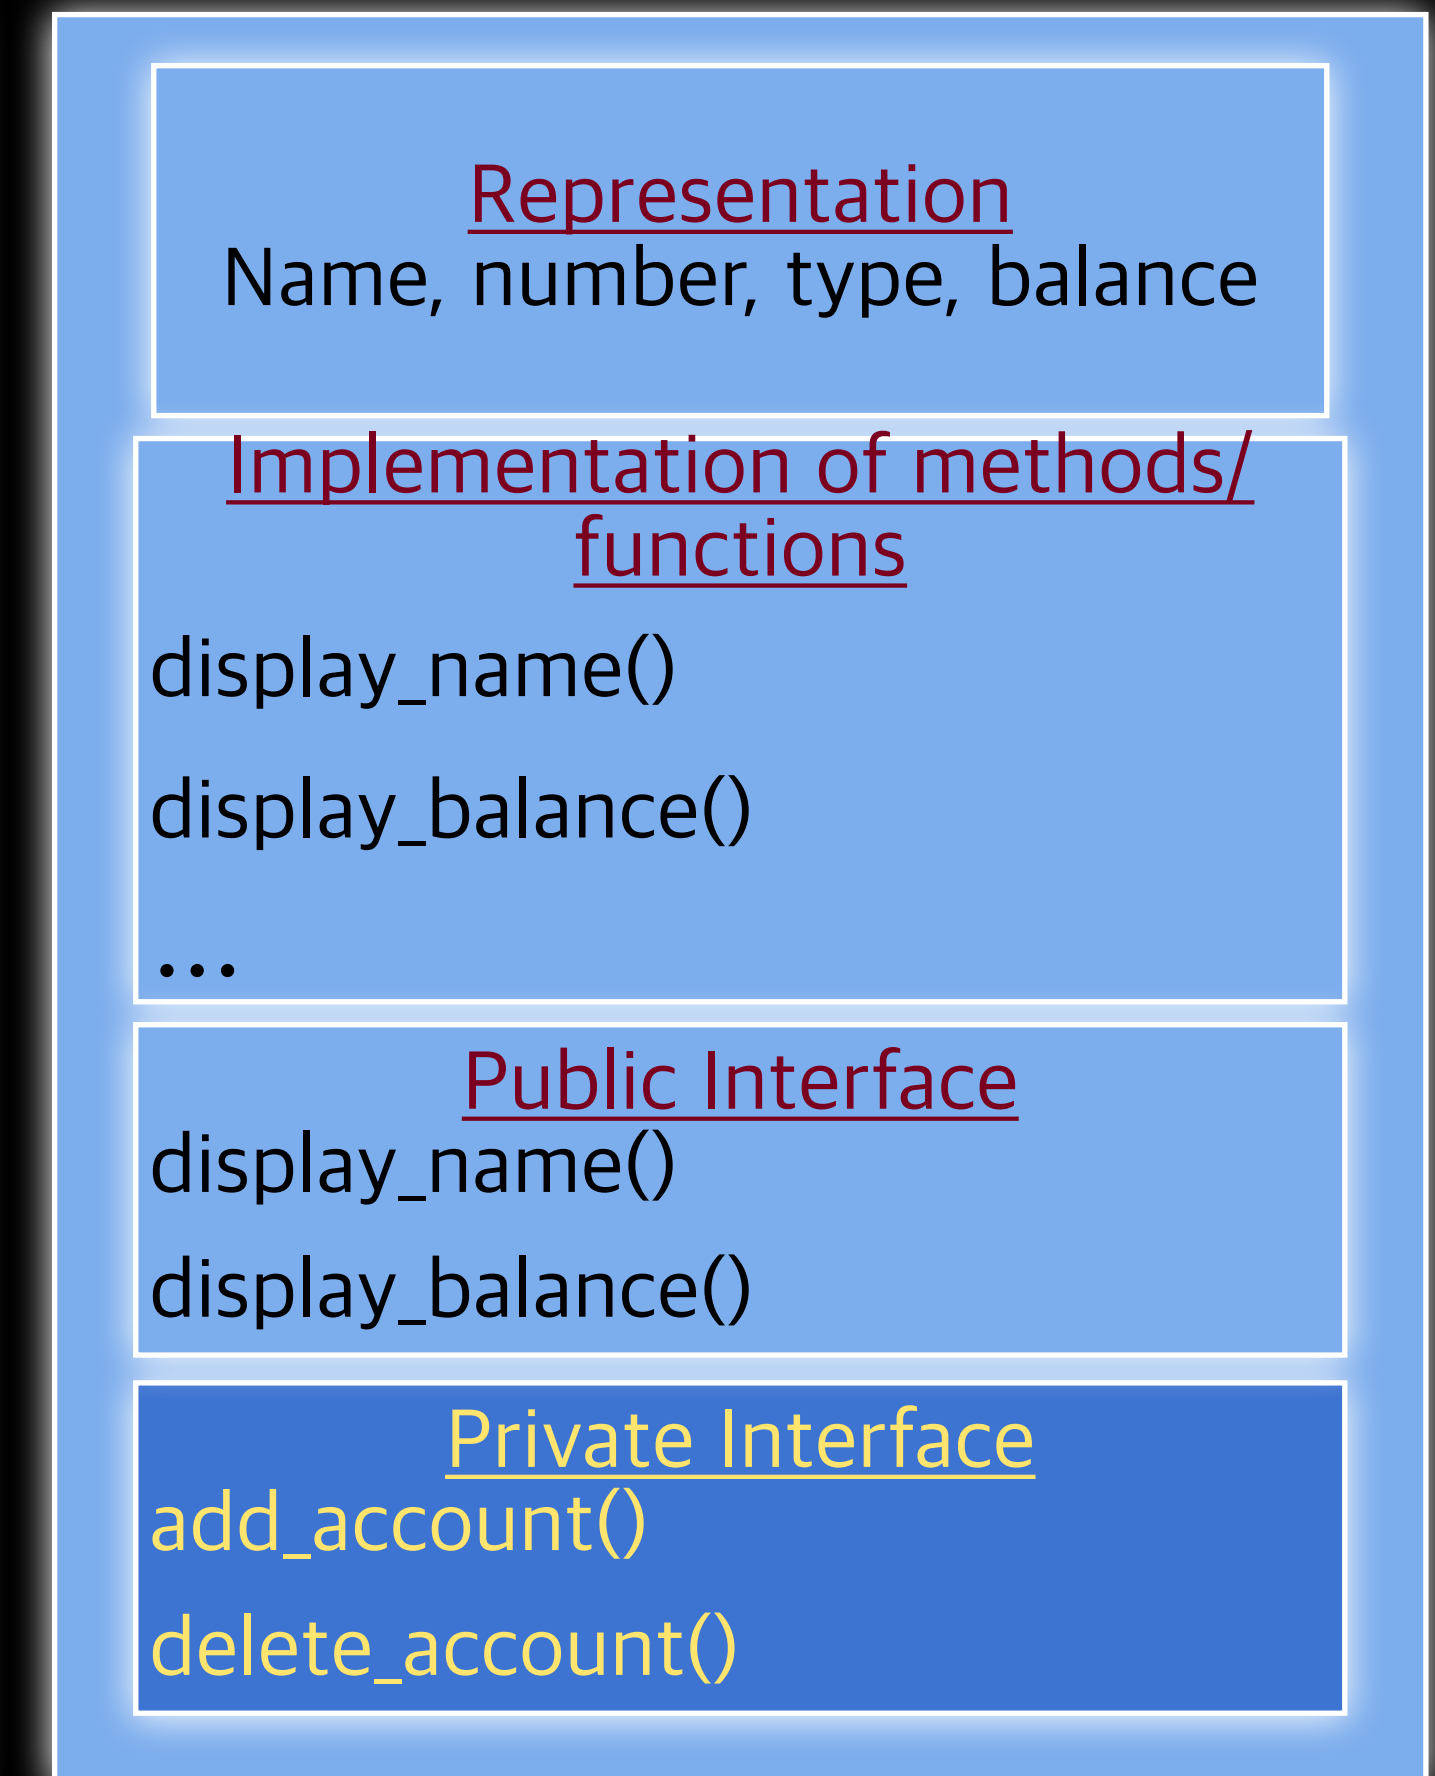 Representation
Name, number, type, balance
Implementation of methods/
functions
display_name()
display_balance()
...
Public Interface
display_name()
display_balance()
Private Interface
add_account()
delete_account()